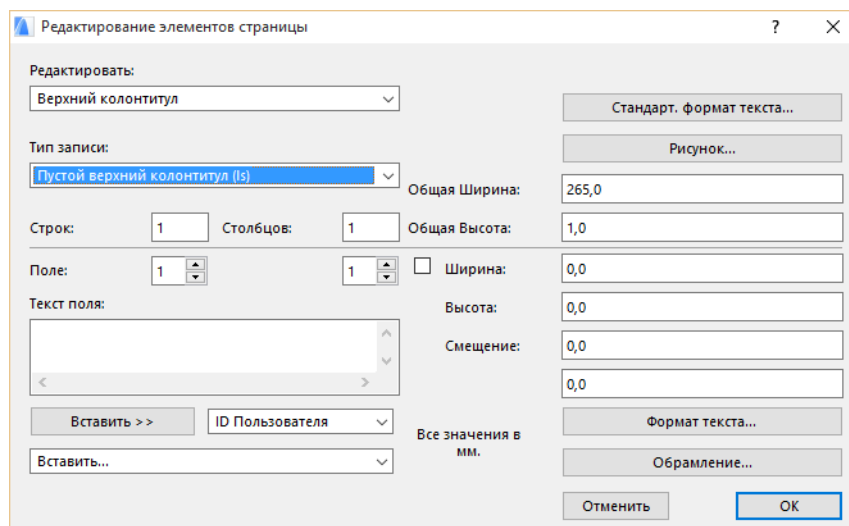 Редактирование элементов страницы
?
Редактировать:
Верхний колонтитул
Стандарт. формат текста...
Тип записи:
Рисунок...
Пустой верхний колонтитул (ls)
Общая Ширина:
265,0
Строк:
1
Столбцов:
1
Общая Высота:
1,0
Поле:
1
1
Ширина:
0,0
Текст поля:
Высота:
0,0
Смещение:
0,0
0,0
Вставить >>
ID Пользователя
Все значения в
мм.
Формат текста...
Вставить...
Обрамление...
Отменить
OK